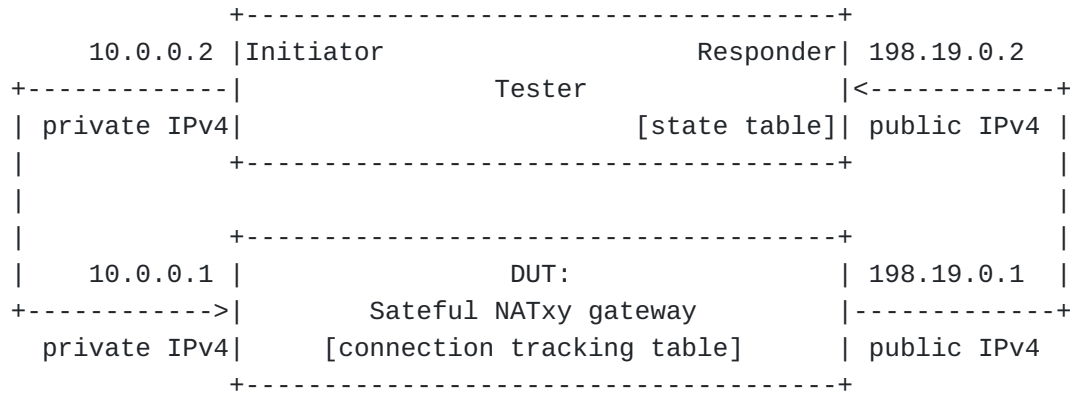 10.0.0.2 Initiator Responder 198.19.0.2
Tester
private IPv4 [state table] public IPv4
10.0.0.1 DUT: 198.19.0.1
Sateful NATxy gateway
private IPv4 [connection tracking table] public IPv4